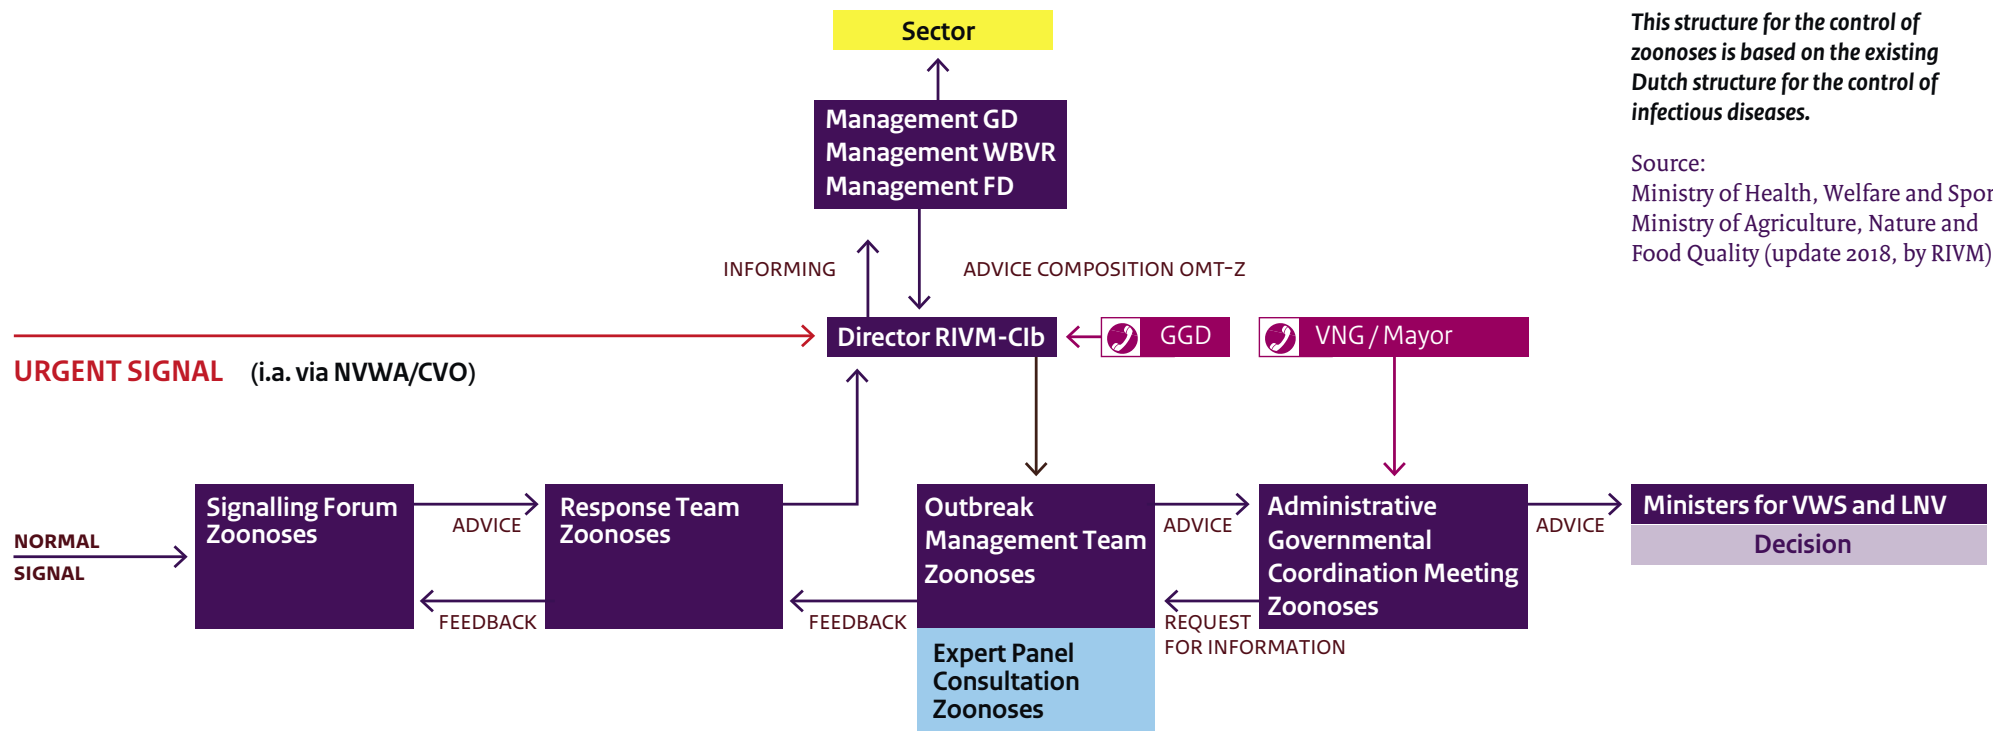 Sector
This structure for the control of
zoonoses is based on the existing
Dutch structure for the control of
infectious diseases.
Source:
Ministry of Health, Welfare and Spor
Ministry of Agriculture, Nature and
Food Quality (update 2018, by RIVM)
Management GD
Management WBVR
Management FD
INFORMING
ADVICE COMPOSITION OMT-Z
Director RIVM-CIb
GGD
VNG / Mayor
URGENT SIGNAL (i.a. via NVWA/CVO)
NORMAL
SIGNAL
Signalling Forum
Zoonoses
ADVICE
FEEDBACK
Response Team
Zoonoses
FEEDBACK
Outbreak
Management Team
Zoonoses
Expert Panel
Consultation
Zoonoses
ADVICE
REQUEST
FOR INFORMATION
Administrative
Governmental
Coordination Meeting
Zoonoses
ADVICE
Ministers for VWS and LNV
Decision